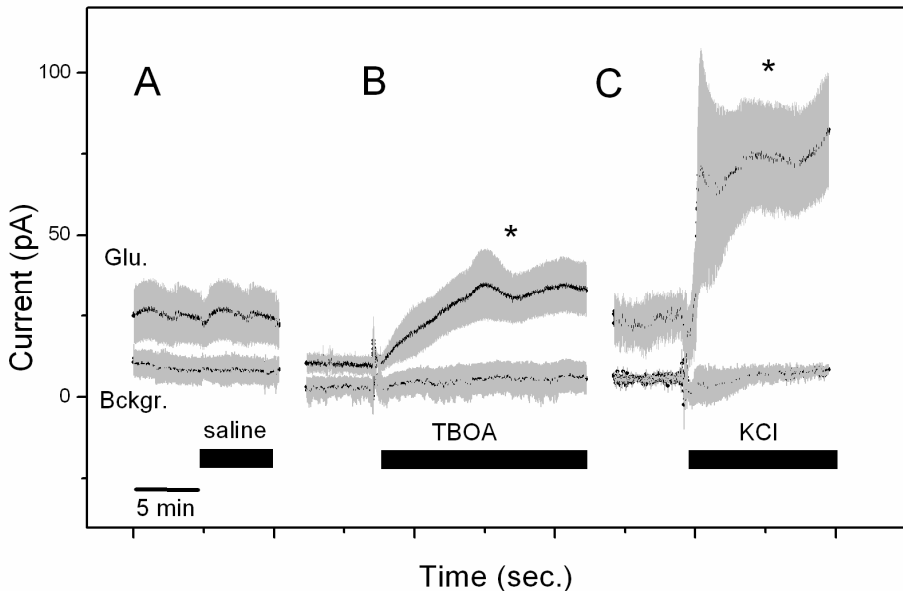 A B C
* *
100
50
0
Current (pA)
Glu.
Bckgr.
saline TBOA KCl
5 min
Time (sec.)